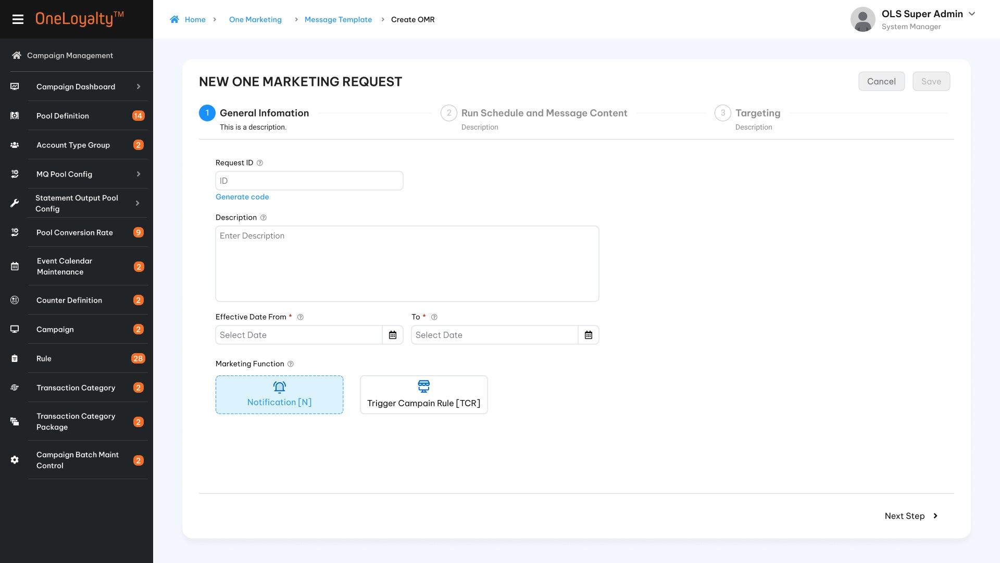 OneLoyalty™
Home
One Marketing
Message Template
Create OMR
OLS Super Admin
System Manager
Campaign Management
Campaign Dashboard
Pool Definition 14
Account Type Group 2
MQ Pool Config
Statement Output Pool
Config
Pool Conversion Rate 9
Event Calendar
Maintenance 2
Counter Definition 2
Campaign 2
Rule 28
Transaction Category 2
Transaction Category
Package 2
Campaign Batch Maint
Control 2
NEW ONE MARKETING REQUEST
Cancel
Save
1 General Infomation
This is a description.
2 Run Schedule and Message Content
Description
3 Targeting
Description
Request ID ?
ID
Generate code
Description ?
Enter Description
Effective Date From * ?
To * ?
Select Date
Select Date
Marketing Function ?
Notification [N]
Trigger Campain Rule [TCR]
Next Step